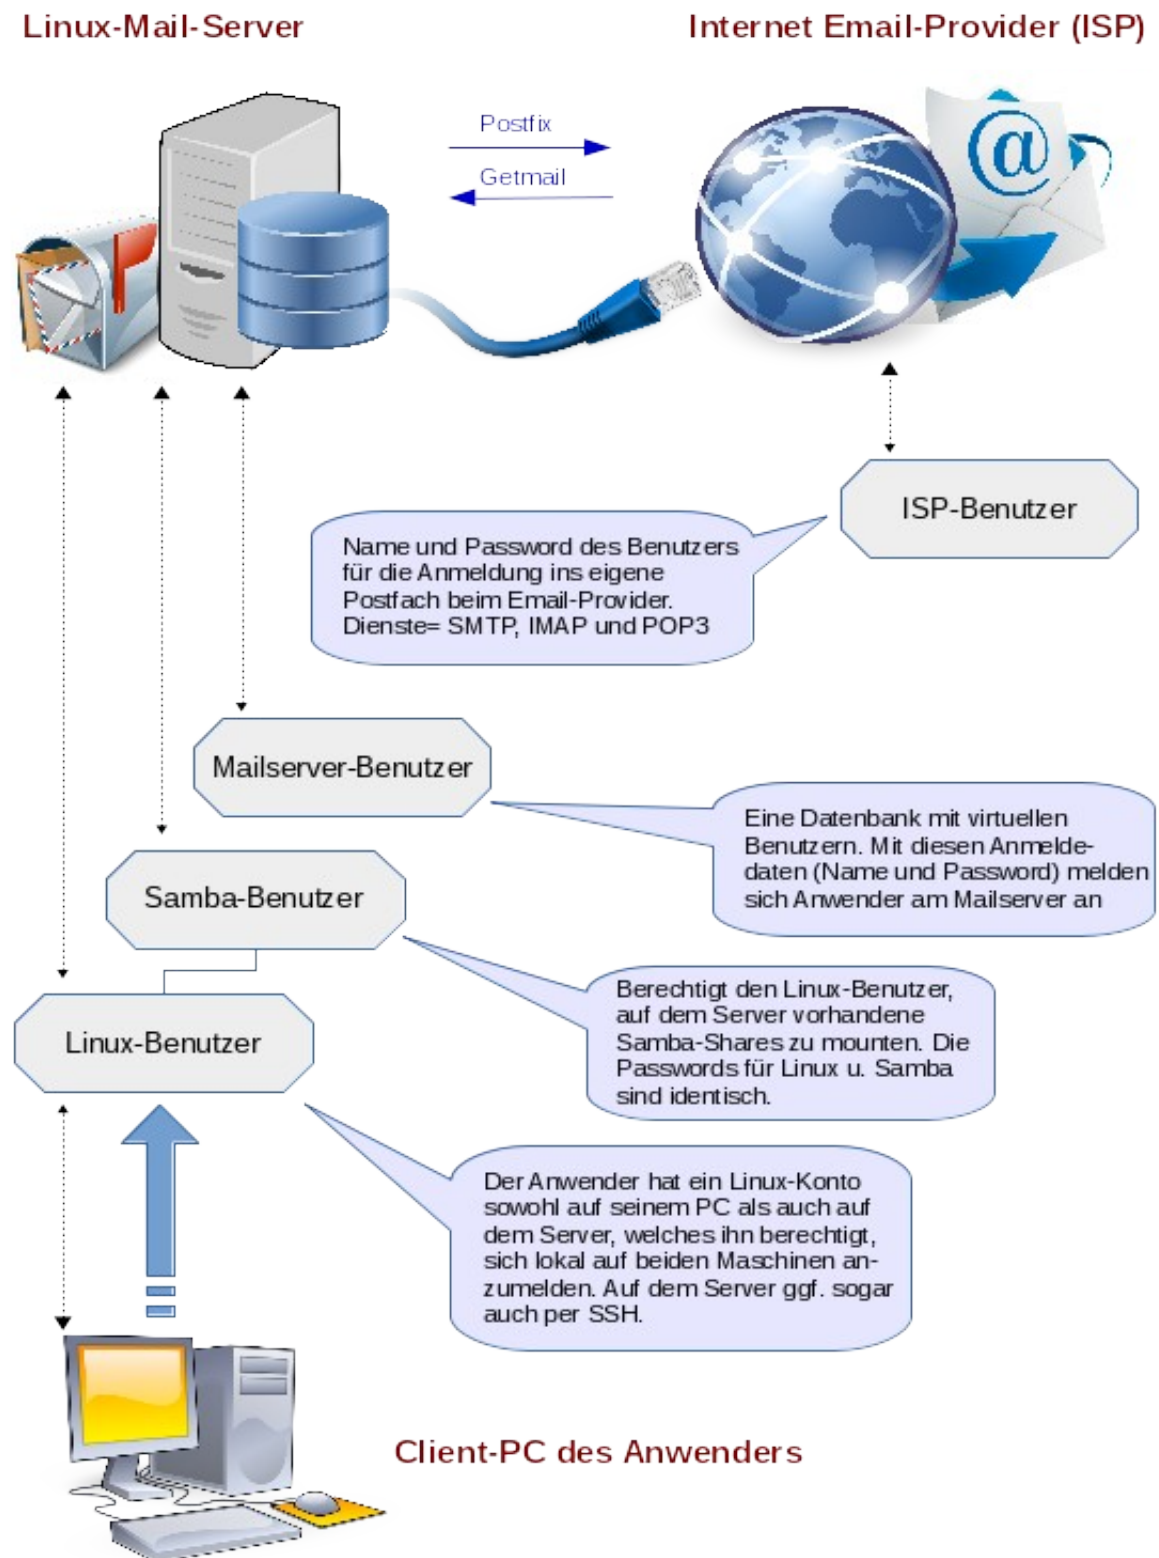 Linux-Mail-Server
Internet Email-Provider (ISP)
Postfix
Getmail
@
ISP-Benutzer
Name und Password des Benutzers
für die Anmeldung ins eigene
Postfach beim Email-Provider.
Dienste= SMTP, IMAP und POP3
Mailserver-Benutzer
Eine Datenbank mit virtuellen
Benutzern. Mit diesen Anmelde-
daten (Name und Password) melden
sich Anwender am Mailserver an
Samba-Benutzer
Berechtigt den Linux-Benutzer,
auf dem Server vorhandene
Samba-Shares zu mounten. Die
Passwords für Linux u. Samba
sind identisch.
Linux-Benutzer
Der Anwender hat ein Linux-Konto
sowohl auf seinem PC als auch auf
dem Server, welches ihn berechtigt,
sich lokal auf beiden Maschinen an-
zumelden. Auf dem Server ggf. sogar
auch per SSH.
Client-PC des Anwenders